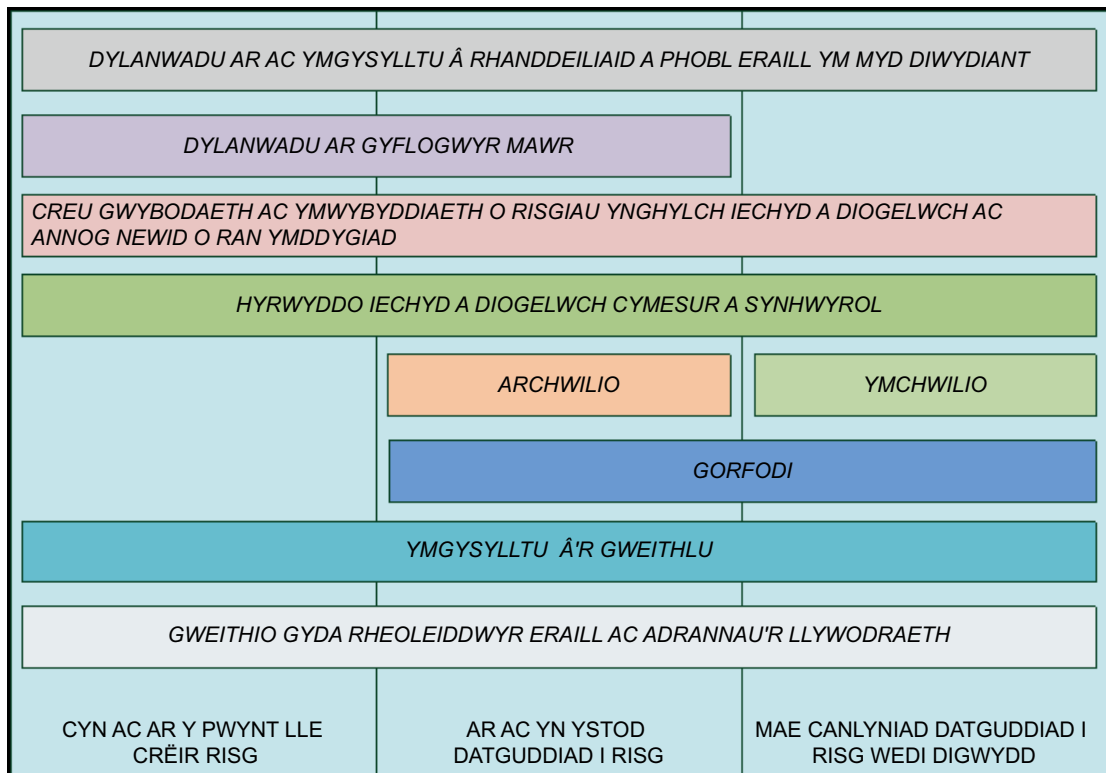 DYLANWADU AR AC YMGYSYLLTU Â RHANDDEILIAID A PHOBL ERAILL YM MYD DIWYDIANT
DYLANWADU AR GYFLOGWYR MAWR
CREU GWYBODAETH AC YMWYBYDDIAETH O RISGIAU YNGHYLCH IECHYD A DIOGELWCH AC
ANNOG NEWID O RAN YMDDYGIAD
HYRWYDDO IECHYD A DIOGELWCH CYMESUR A SYNHWYROL
ARCHWILIO
YMCHWILIO
GORFODI
YMGYSYLLTU Â'R GWEITHLU
GWEITHIO GYDA RHEOLEIDDWYR ERAILL AC ADRANNAU'R LLYWODRAETH
CYN AC AR Y PWYNT LLE
CRËIR RISG
AR AC YN YSTOD
DATGUDDIAD I RISG
MAE CANLYNIAD DATGUDDIAD I
RISG WEDI DIGWYDD